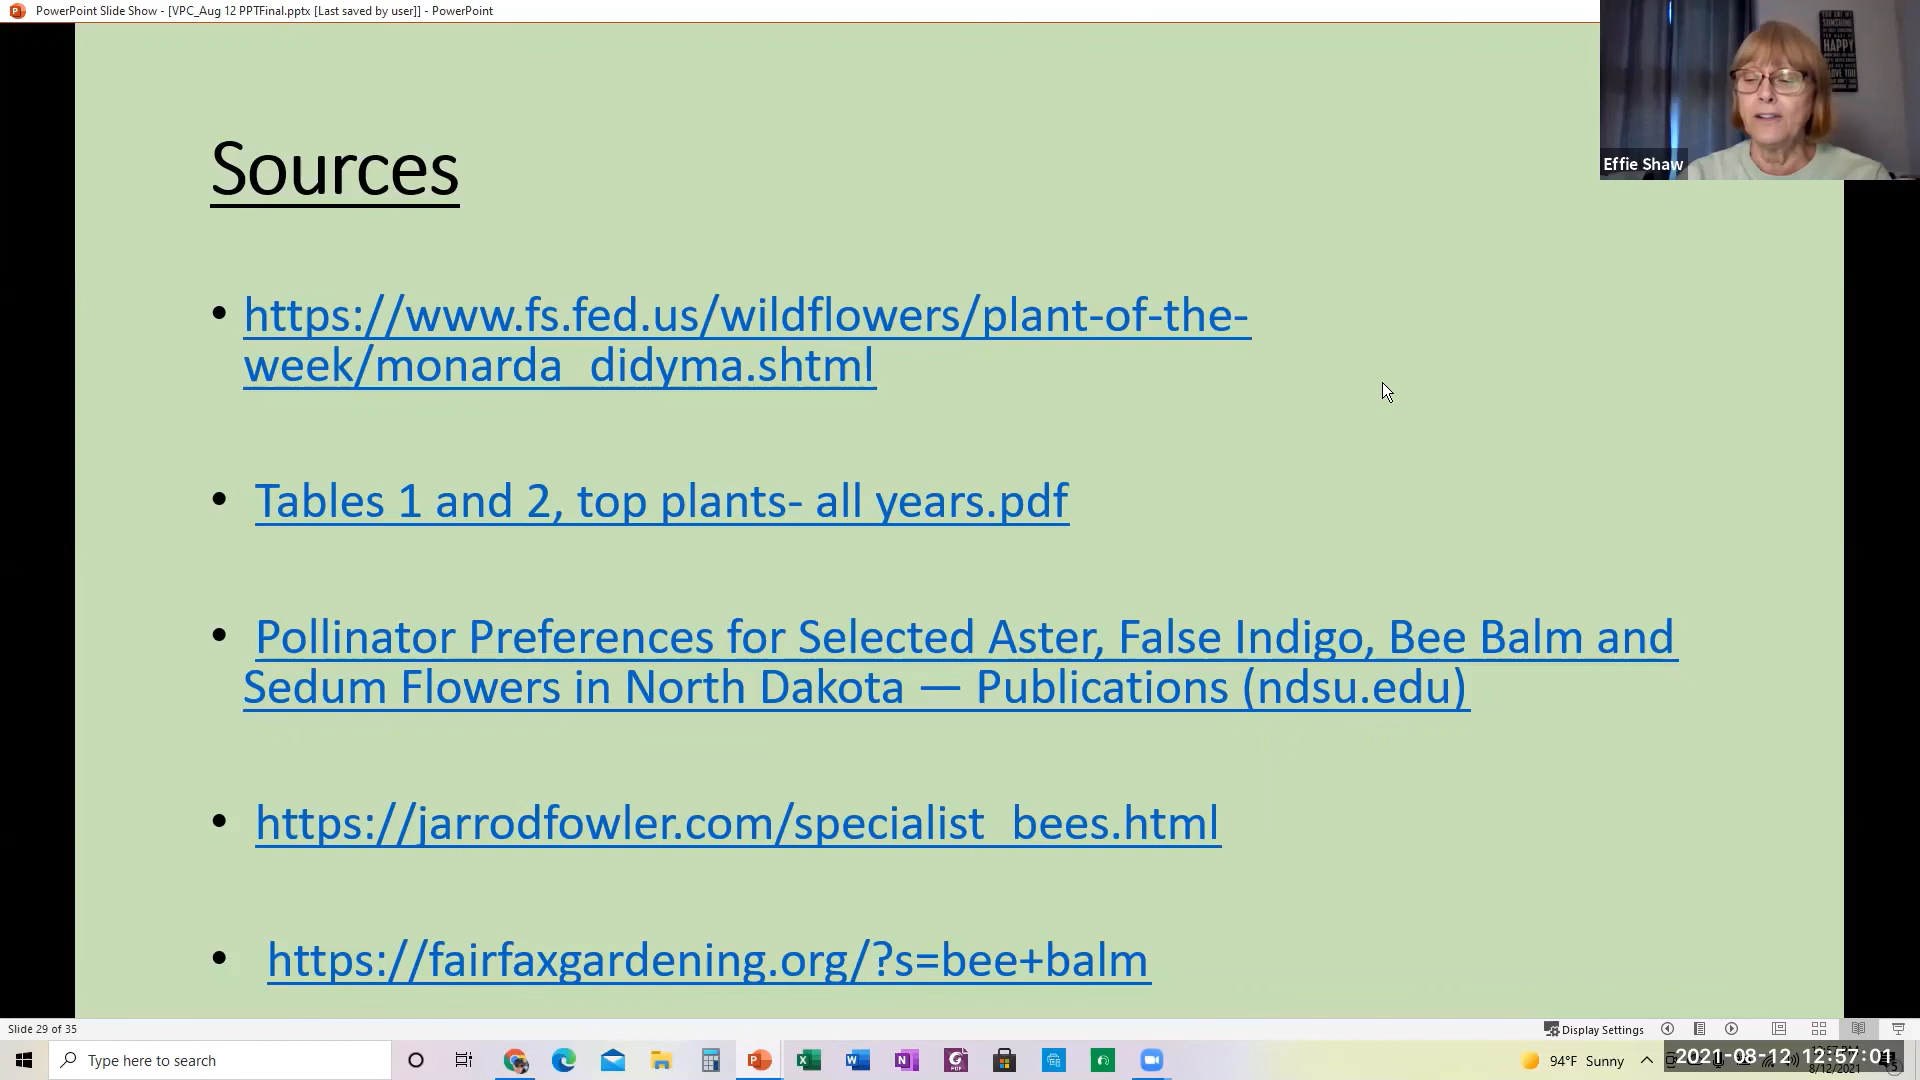 PowerPoint Slide Show - [VPC_Aug 12 PPTFinal.pptx [Last saved by user]] - PowerPoint
HAPPY
Effie Shaw
Sources
• https://www.fs.fed.us/wildflowers/plant-of-the-
week/monarda_didyma.shtml
• Tables 1 and 2, top plants- all years.pdf
• Pollinator Preferences for Selected Aster, False Indigo, Bee Balm and
Sedum Flowers in North Dakota — Publications (ndsu.edu)
• https://jarrodfowler.com/specialist_bees.html
• https://fairfaxgardening.org/?s=bee+balm
Slide 29 of 35
Display Settings
Type here to search
94°F Sunny
2021-08-12 12:57:01
8/12/2021